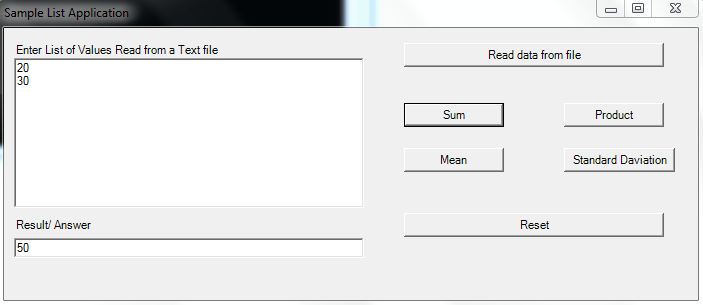 Sample List Application
Enter List of Values Read from a Text file
20
30
Read data from file
Sum
Product
Mean
Standard Daviation
Result/ Answer
50
Reset